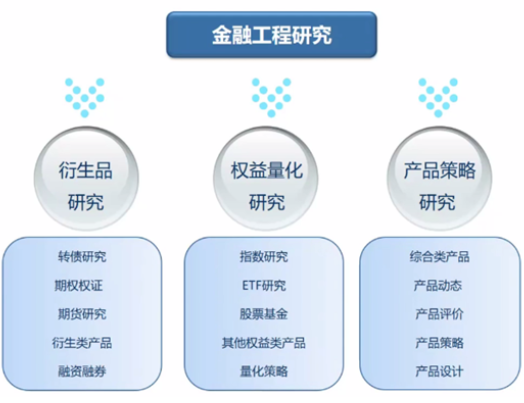 金融工程研究
衍生品
研究
权益量化
研究
产品策略
研究
转债研究
期权权证
期货研究
衍生类产品
融资融券
指数研究
ETF研究
股票基金
其他权益类产品
量化策略
综合类产品
产品动态
产品评价
产品策略
产品设计